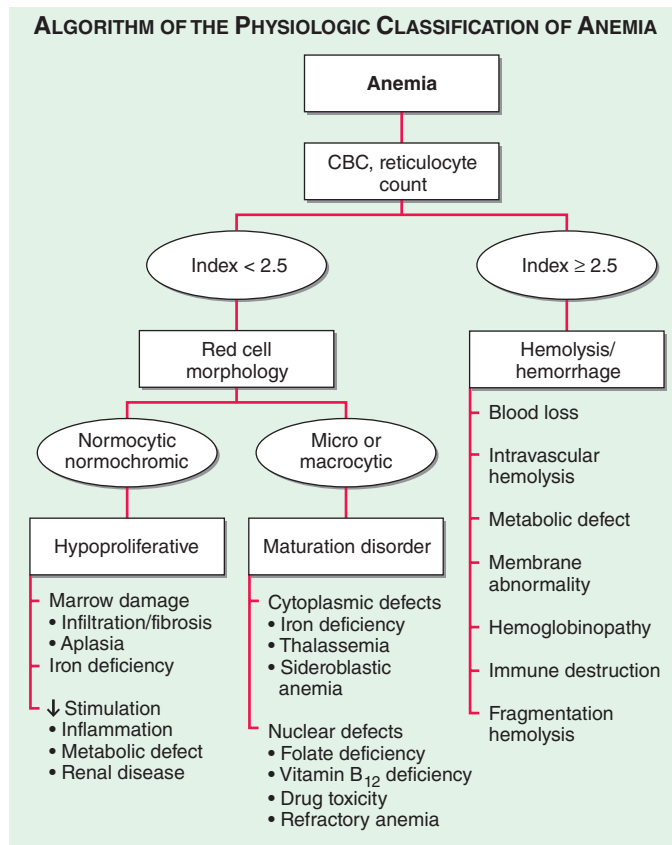 ALGORITHM OF THE PHYSIOLOGIC CLASSIFICATION OF ANEMIA
Anemia
CBC, reticulocyte
count
Index < 2.5
Index ≥ 2.5
Red cell
morphology
Hemolysis/
hemorrhage
Normocytic
normochromic
Micro or
macrocytic
Hypoproliferative
Maturation disorder
Marrow damage
• Infiltration/fibrosis
• Aplasia
Iron deficiency
↓ Stimulation
• Inflammation
• Metabolic defect
• Renal disease
Cytoplasmic defects
• Iron deficiency
• Thalassemia
• Sideroblastic
anemia
Nuclear defects
• Folate deficiency
• Vitamin B12 deficiency
• Drug toxicity
• Refractory anemia
Blood loss
Intravascular
hemolysis
Metabolic defect
Membrane
abnormality
Hemoglobinopathy
Immune destruction
Fragmentation
hemolysis